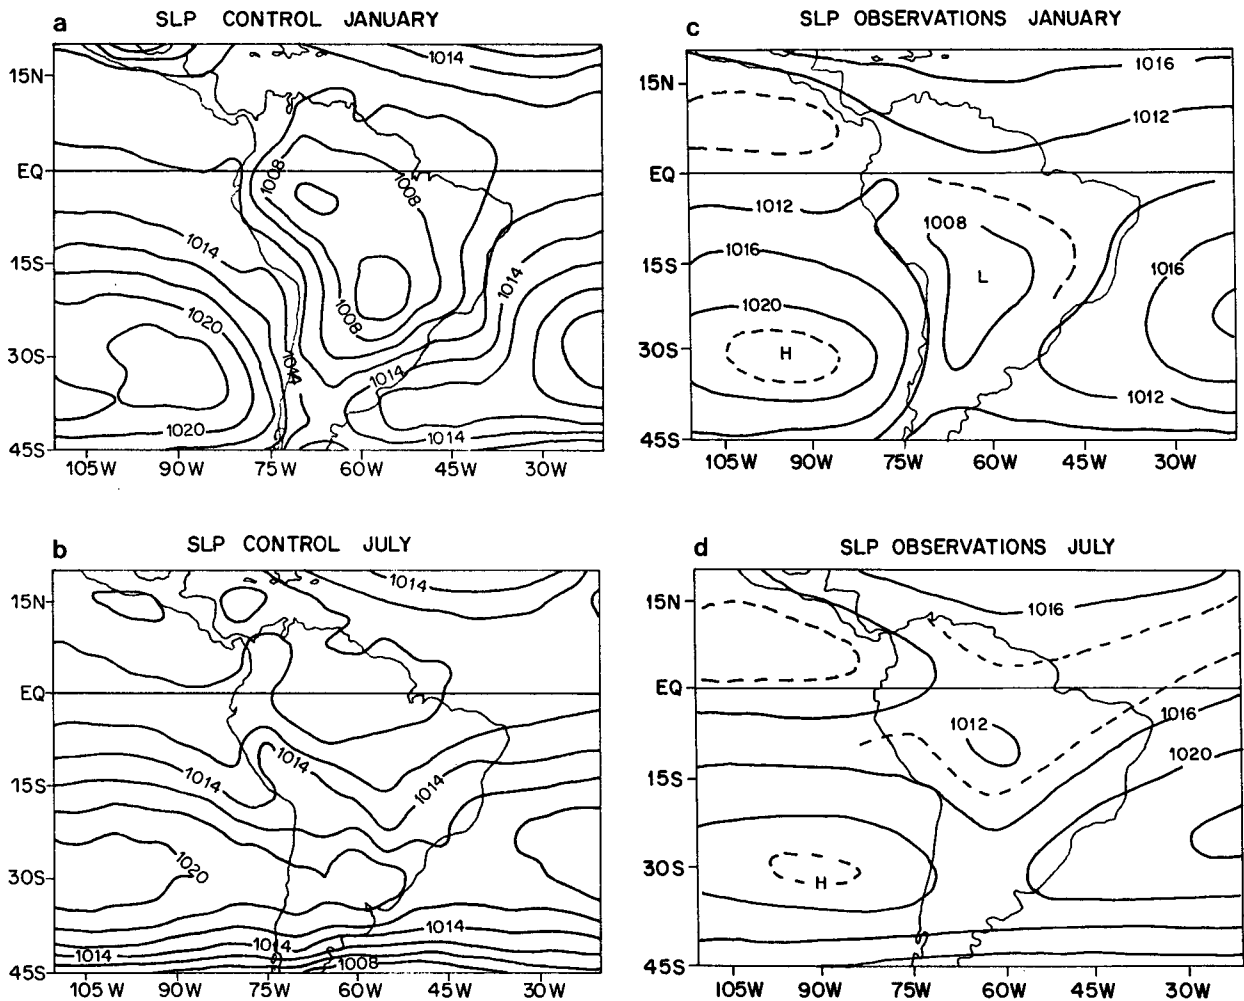 a SLP CONTROL JANUARY
1014
15N
1008
EQ
1008
1014
15S
1014
1020
1008
30S
1014
1014
1020
1014
45S
105W 90W 75W 60W 45W 30W
c SLP OBSERVATIONS JANUARY
1016
15N
1012
EQ
1012
1008
1016
15S
L
1016
1020
30S
H
1012
45S
105W 90W 75W 60W 45W 30W
b SLP CONTROL JULY
1014
15N
EQ
1014
1014
1014
15S
1020
30S
1014
1014
1014
1008
45S
105W 90W 75W 60W 45W 30W
d SLP OBSERVATIONS JULY
15N
1016
EQ
1012
1016
1020
15S
30S
H
45S
105W 90W 75W 60W 45W 30W